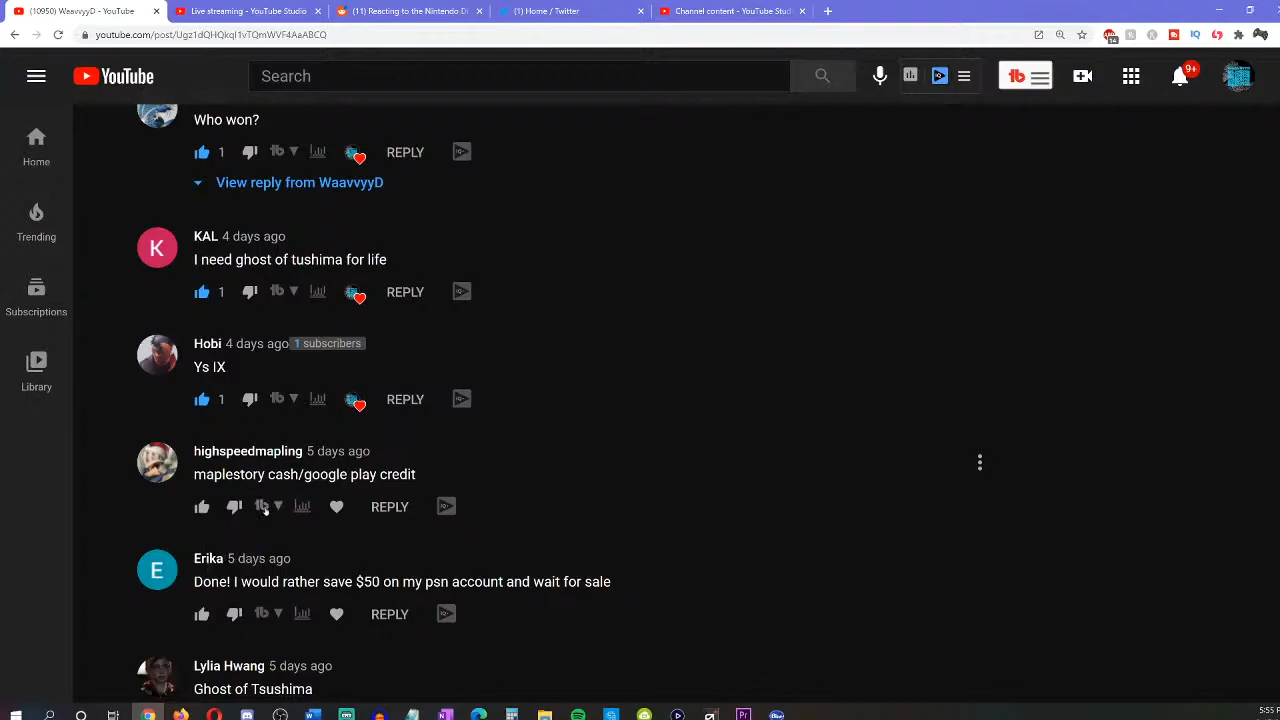 (10950) WaavvyyD - YouTube
Live streaming - YouTube Studio
(11) Reacting to the Nintendo Di
(1) Home / Twitter
Channel content - YouTube Studi
youtube.com/post/Ugz1dQHQkqI1vTQmWVF4AaABCQ
14
YouTube
Search
9+
Home
Trending
Subscriptions
Library
Who won?
1
REPLY
View reply from WaavvyyD
K
KAL 4 days ago
I need ghost of tushima for life
1
REPLY
Hobi 4 days ago 1 subscribers
Ys IX
1
REPLY
highspeedmapling 5 days ago
maplestory cash/google play credit
REPLY
E
Erika 5 days ago
Done! I would rather save $50 on my psn account and wait for sale
REPLY
Lylia Hwang 5 days ago
Ghost of Tsushima
5:55